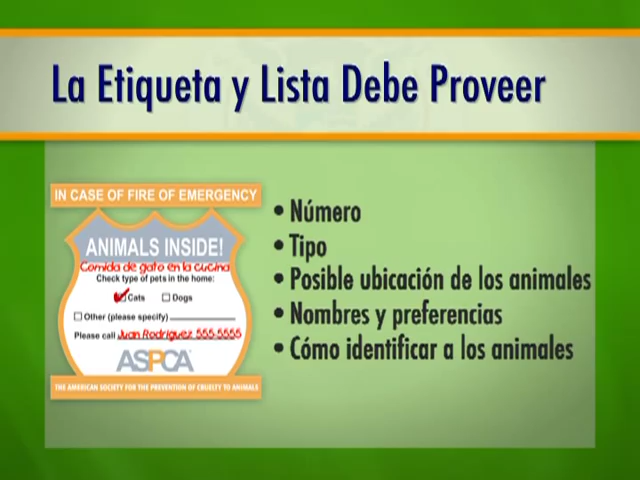 La Etiqueta y Lista Debe Proveer
IN CASE OF FIRE OF EMERGENCY
ANIMALS INSIDE!
Comida de gato en la cucina
Check type of pets in the home:
Cats Dogs
Other (please specify)
Please call Juan Rodriguez 555 5555
ASPCA
THE AMERICAN SOCIETY FOR THE PREVENTION OF CRUELTY TO ANIMALS
• Número
• Tipo
• Posible ubicación de los animales
• Nombres y preferencias
• Cómo identificar a los animales